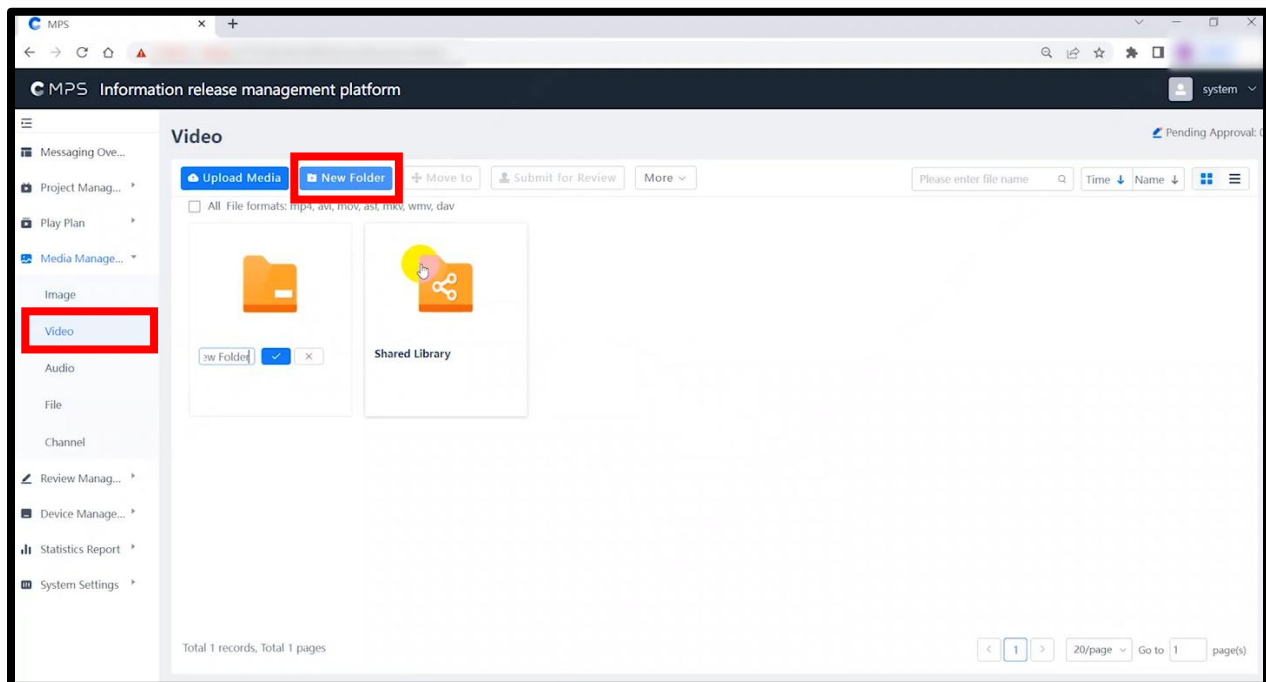 MPS
MPS Information release management platform
system
Video
Pending Approval:
Messaging Ove...
Project Manag...
Play Plan
Media Manage...
Image
Video
Audio
File
Channel
Review Manag...
Device Manage...
Statistics Report
System Settings
Upload Media
New Folder
Move to
Submit for Review
More
Please enter file name
Time
Name
All File formats: mp4, avi, mov, asf, mkv, wmv, dav
ew Folder
Shared Library
Total 1 records, Total 1 pages
1
20/page
Go to 1 page(s)